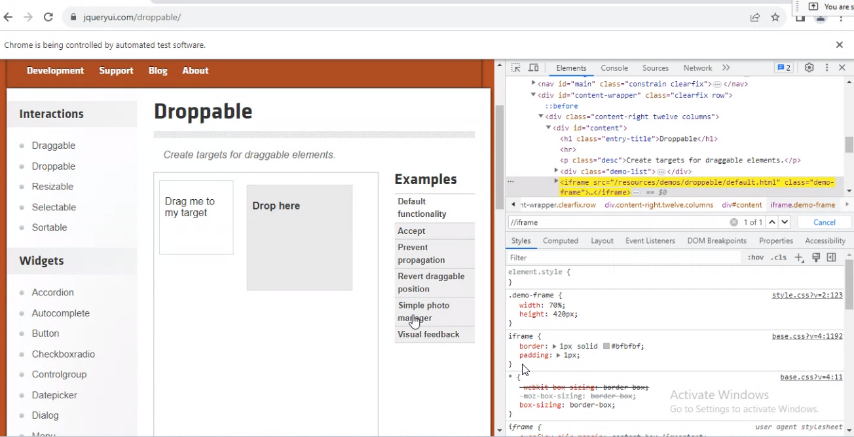 jqueryui.com/droppable/
You are s
Chrome is being controlled by automated test software.
Development Support Blog About
Interactions
Draggable
Droppable
Resizable
Selectable
Sortable
Widgets
Accordion
Autocomplete
Button
Checkboxradio
Controlgroup
Datepicker
Dialog
Menu
Droppable
Create targets for draggable elements.
Drag me to
my target
Drop here
Examples
Default
functionality
Accept
Prevent
propagation
Revert draggable
position
Simple photo
manager
Visual feedback
Elements Console Sources Network 2
<nav id="main" class="constrain clearfix">…</nav>
<div id="content-wrapper" class="clearfix row">
::before
<div class="content-right twelve columns">
<div id="content">
<h1 class="entry-title">Droppable</h1>
<hr>
<p class="desc">Create targets for draggable elements.</p>
<div class="demo-list">…</div>
<iframe src="/resources/demos/droppable/default.html" class="demo-
frame">…</iframe> == $0
nt-wrapper.clearfix.row div.content-right.twelve.columns div#content iframe.demo-frame
//iframe 1 of 1 Cancel
Styles Computed Layout Event Listeners DOM Breakpoints Properties Accessibility
Filter :hov .cls
element.style {
}
.demo-frame { style.css?v=2:123
width: 70%;
height: 420px;
}
iframe { base.css?v=4:1192
border: 1px solid #bfbfbf;
padding: 1px;
}
* { base.css?v=4:11
-webkit-box-sizing: border-box;
-moz-box-sizing: border-box;
box-sizing: border-box;
}
iframe { user agent stylesheet
Activate Windows
Go to Settings to activate Windows.